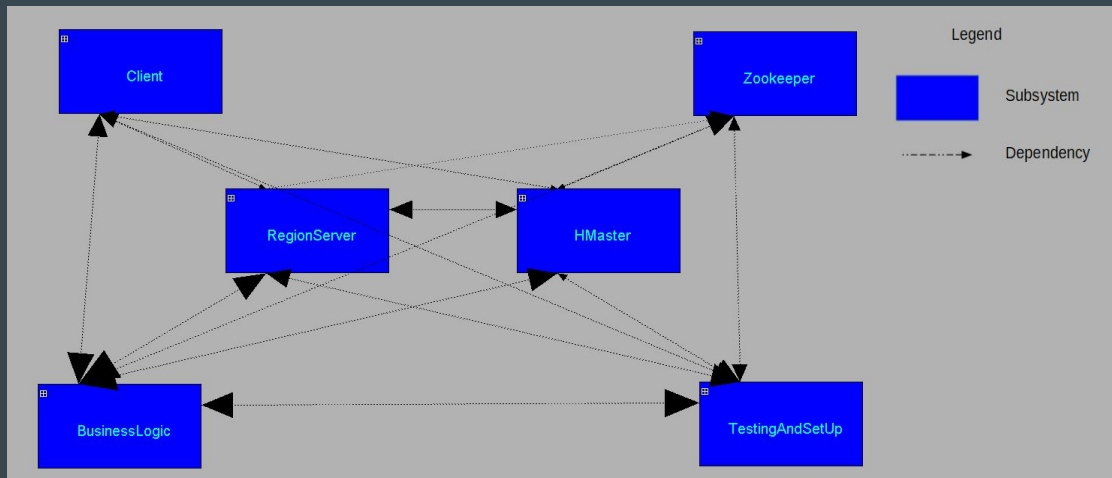 Client
Zookeeper
Legend
Subsystem
Dependency
RegionServer
HMaster
BusinessLogic
TestingAndSetUp